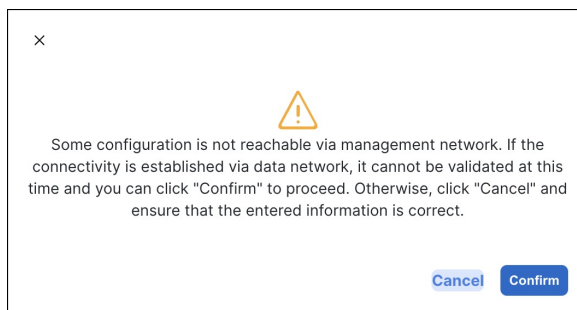 Some configuration is not reachable via management network. If the
connectivity is established via data network, it cannot be validated at this
time and you can click "Confirm" to proceed. Otherwise, click "Cancel" and
ensure that the entered information is correct.
Cancel
Confirm